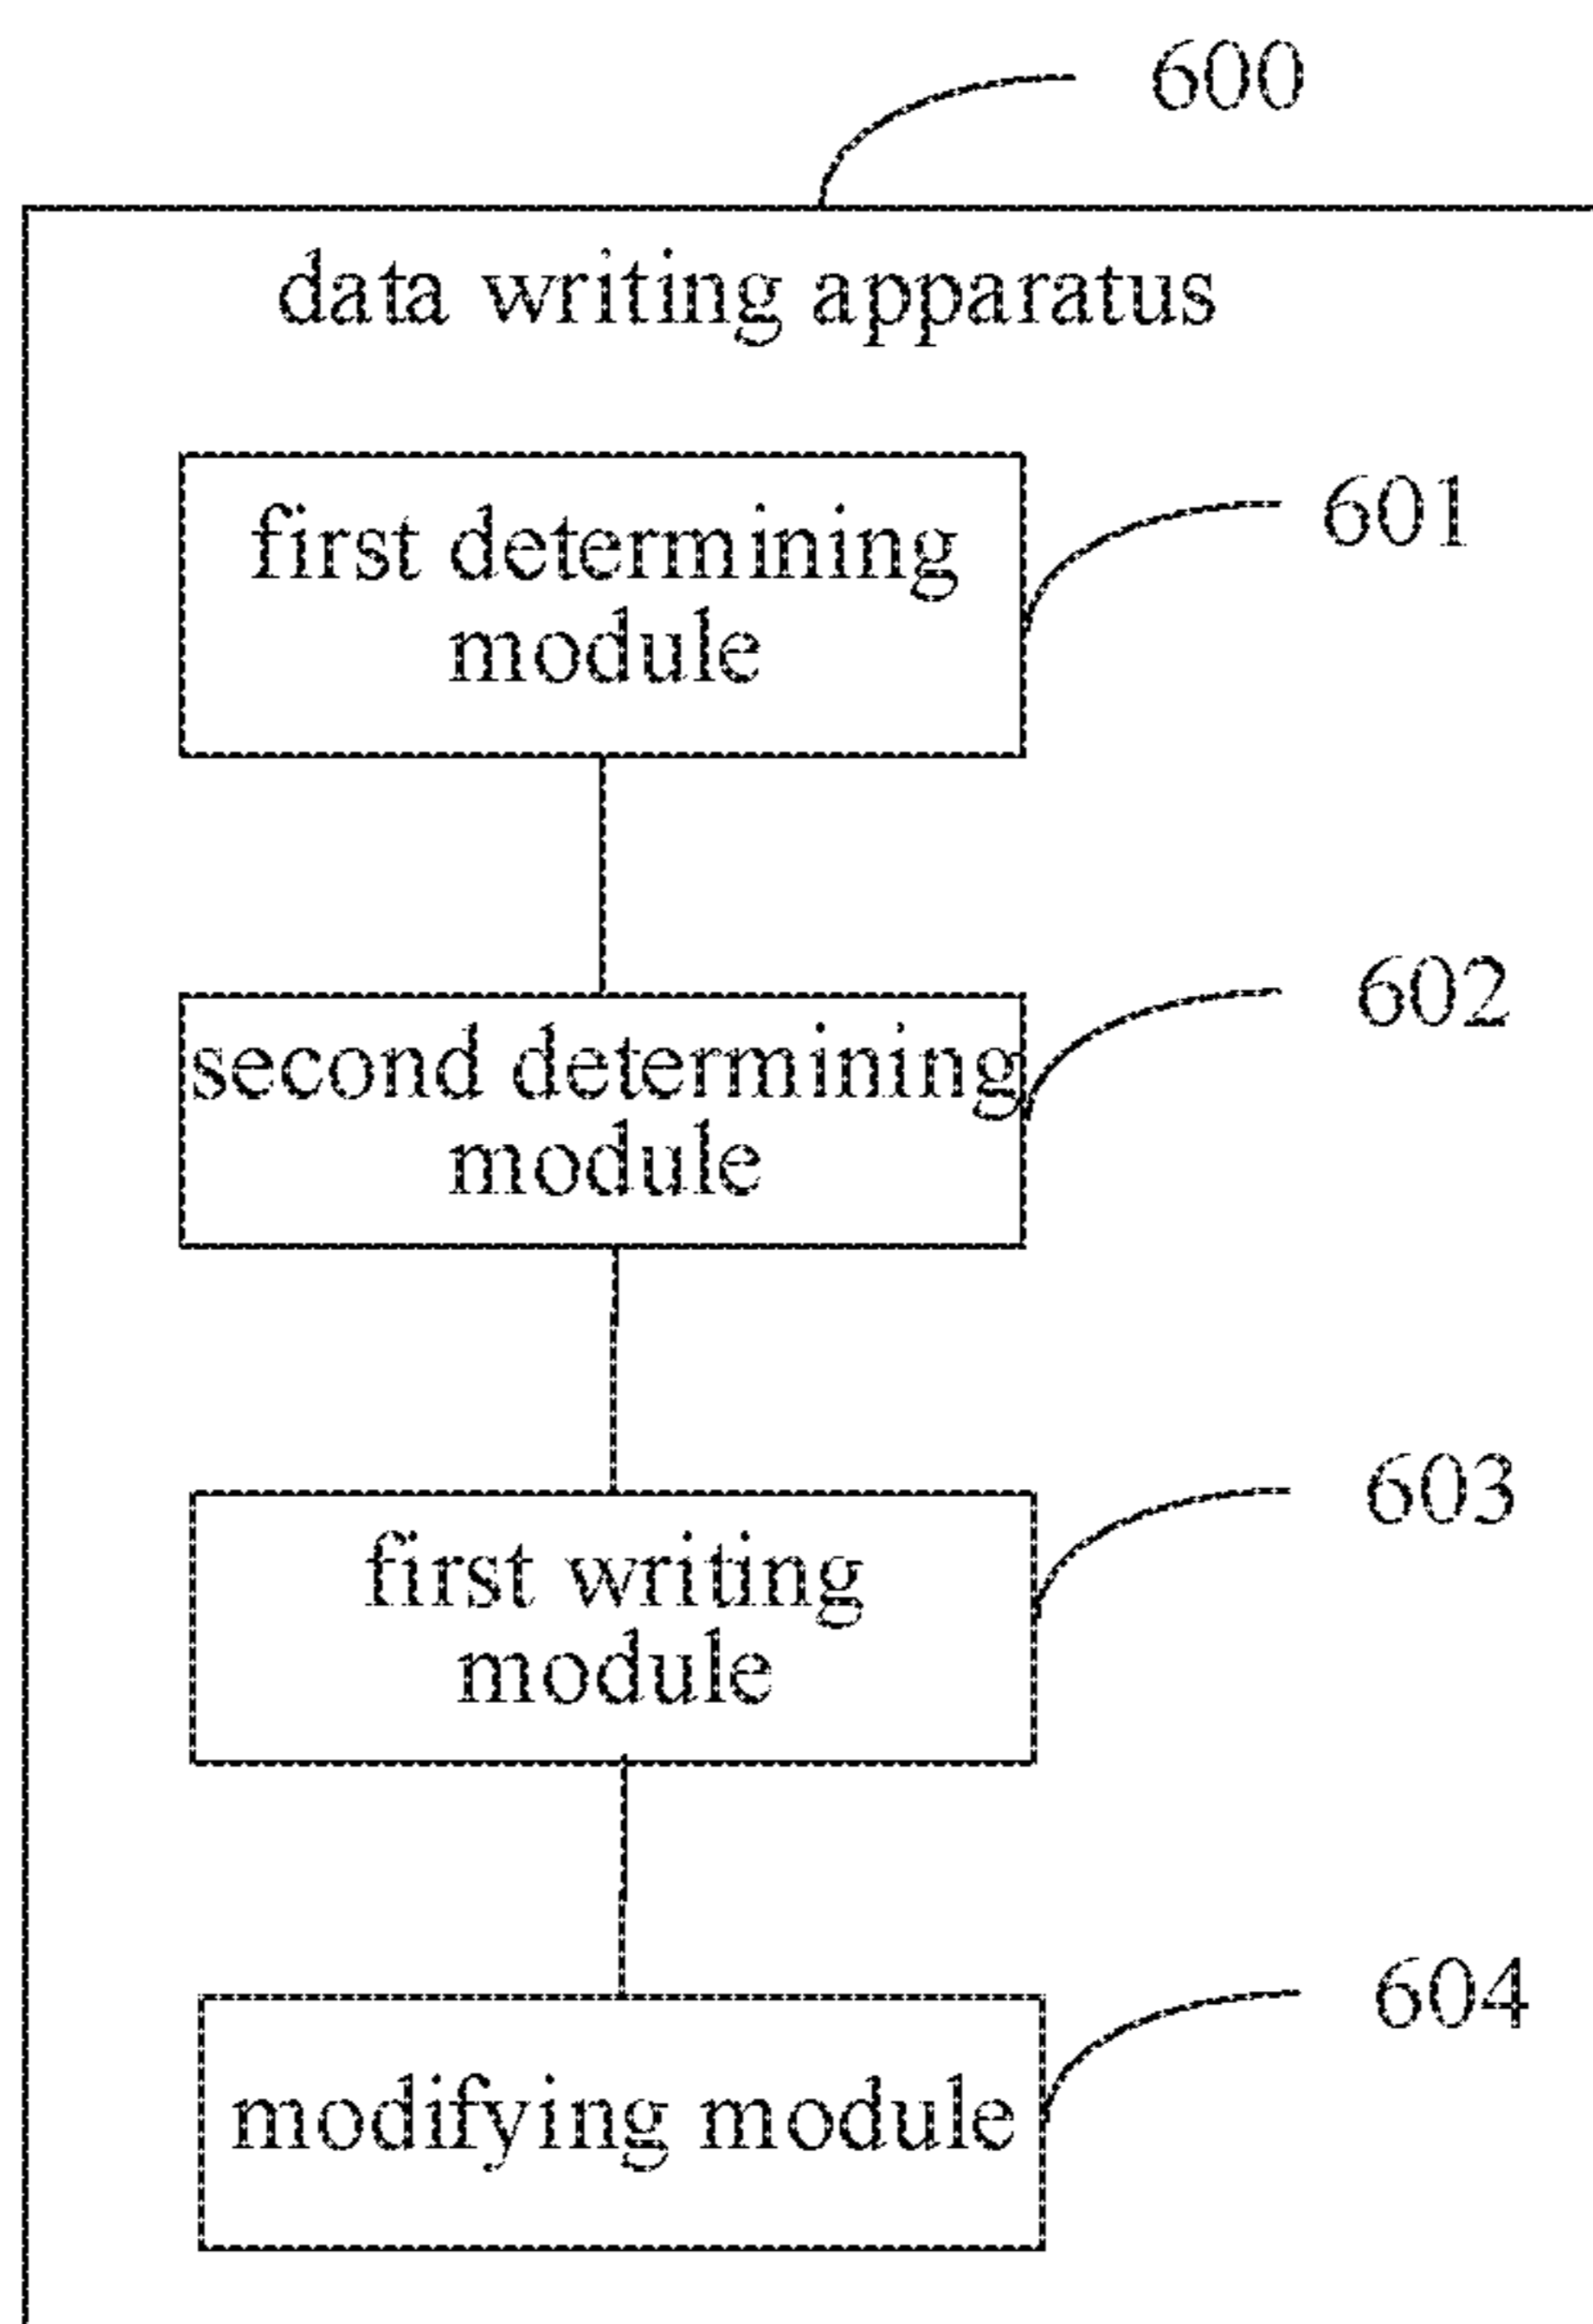 600
data writing apparatus
first determining
module
601
second determining
module
602
first writing
module
603
modifying module
604